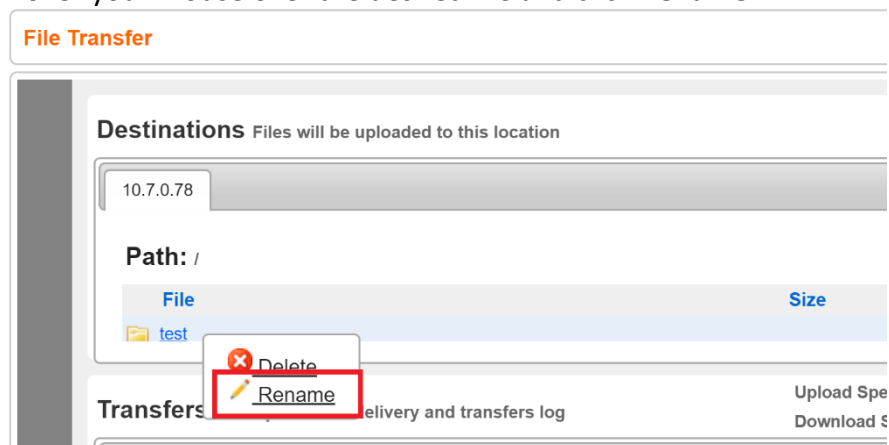 File Transfer
Destinations Files will be uploaded to this location
10.7.0.78
Path: /
File Size
test
Delete
Rename
Transfers elivery and transfers log
Upload Spe
Download S